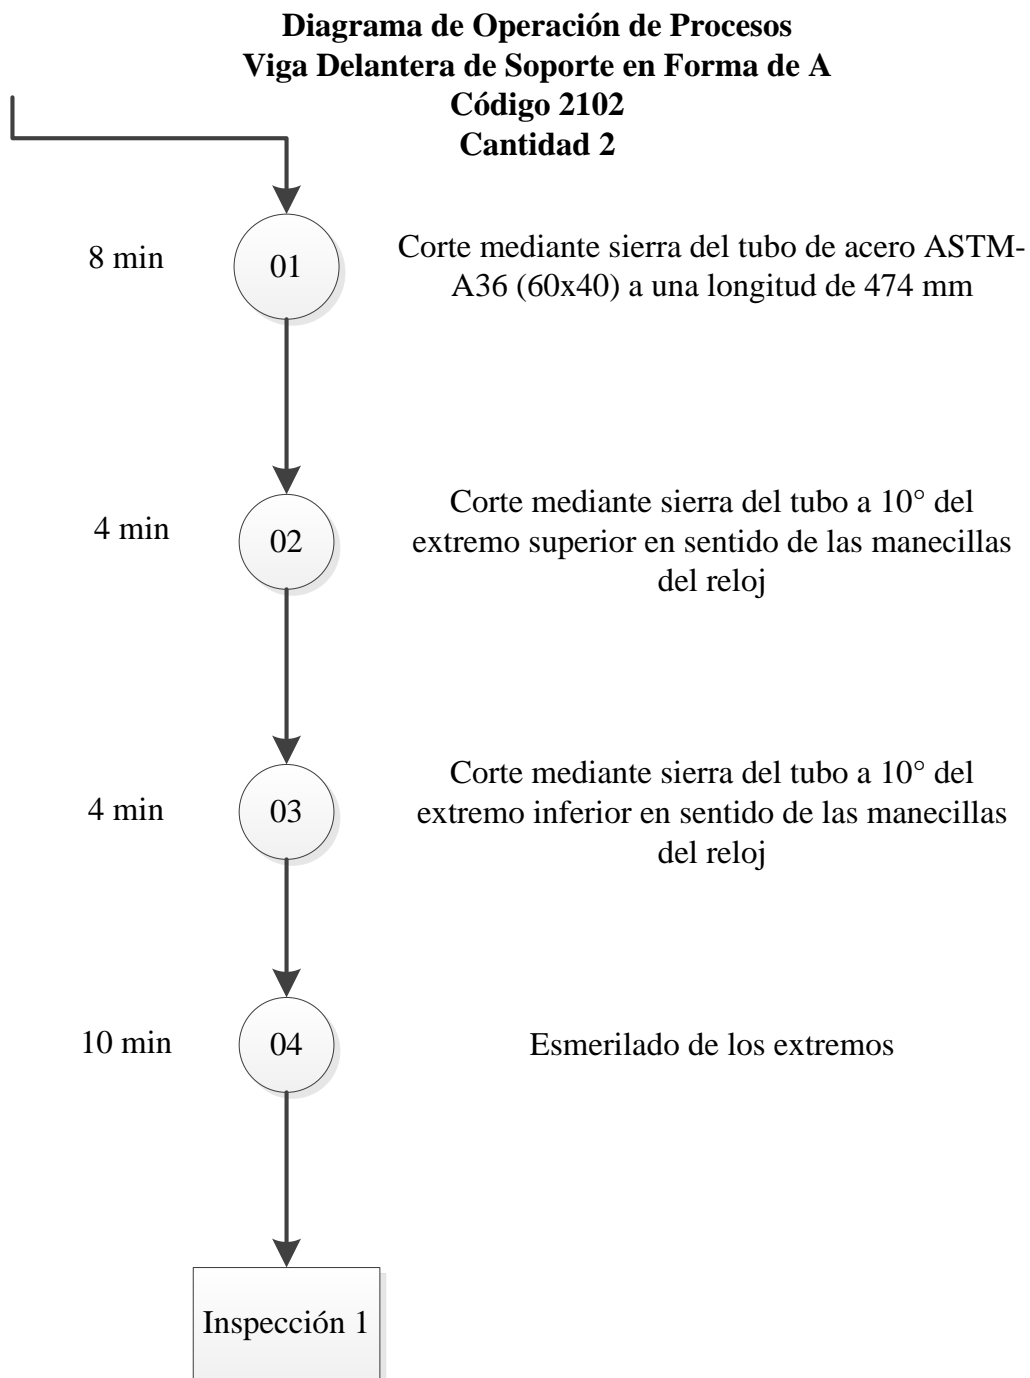 Diagrama de Operación de Procesos
Viga Delantera de Soporte en Forma de A
Código 2102
Cantidad 2
8 min
01
Corte mediante sierra del tubo de acero ASTM-
A36 (60x40) a una longitud de 474 mm
4 min
02
Corte mediante sierra del tubo a 10° del
extremo superior en sentido de las manecillas
del reloj
4 min
03
Corte mediante sierra del tubo a 10° del
extremo inferior en sentido de las manecillas
del reloj
10 min
04
Esmerilado de los extremos
Inspección 1